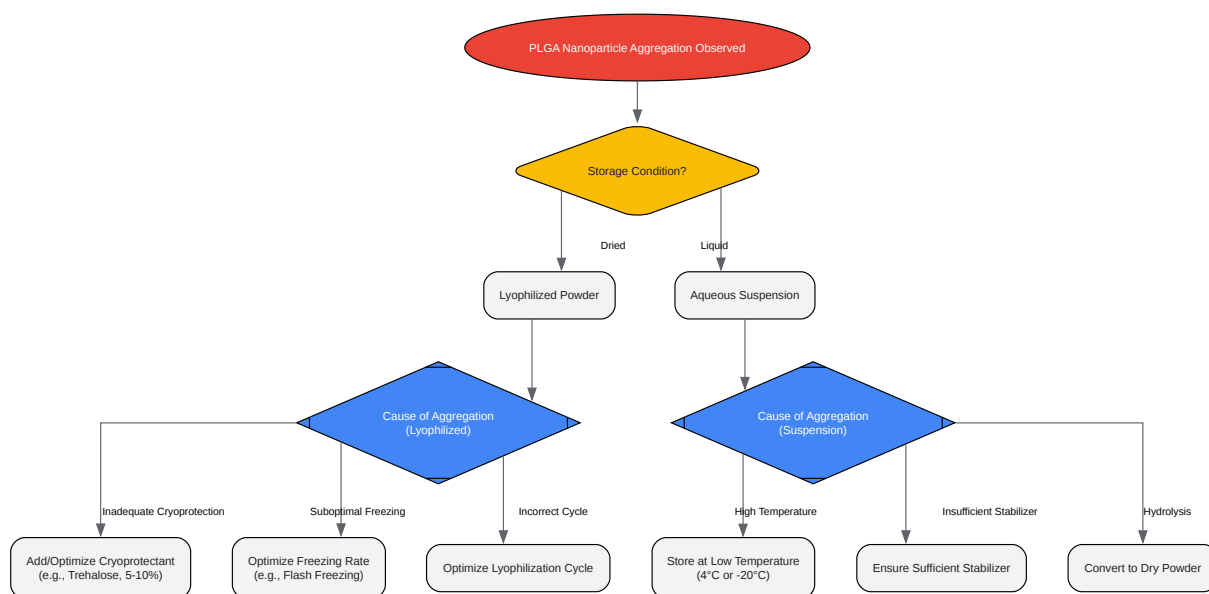 PLGA Nanoparticle Aggregation Observed
Storage Condition?
Dried
Liquid
Lyophilized Powder
Aqueous Suspension
Cause of Aggregation
(Lyophilized)
Cause of Aggregation
(Suspension)
Inadequate Cryoprotection
Suboptimal Freezing
Incorrect Cycle
High Temperature
Insufficient Stabilizer
Hydrolysis
Add/Optimize Cryoprotectant
(e.g., Trehalose, 5-10%)
Optimize Freezing Rate
(e.g., Flash Freezing)
Optimize Lyophilization Cycle
Store at Low Temperature
(4°C or -20°C)
Ensure Sufficient Stabilizer
Convert to Dry Powder